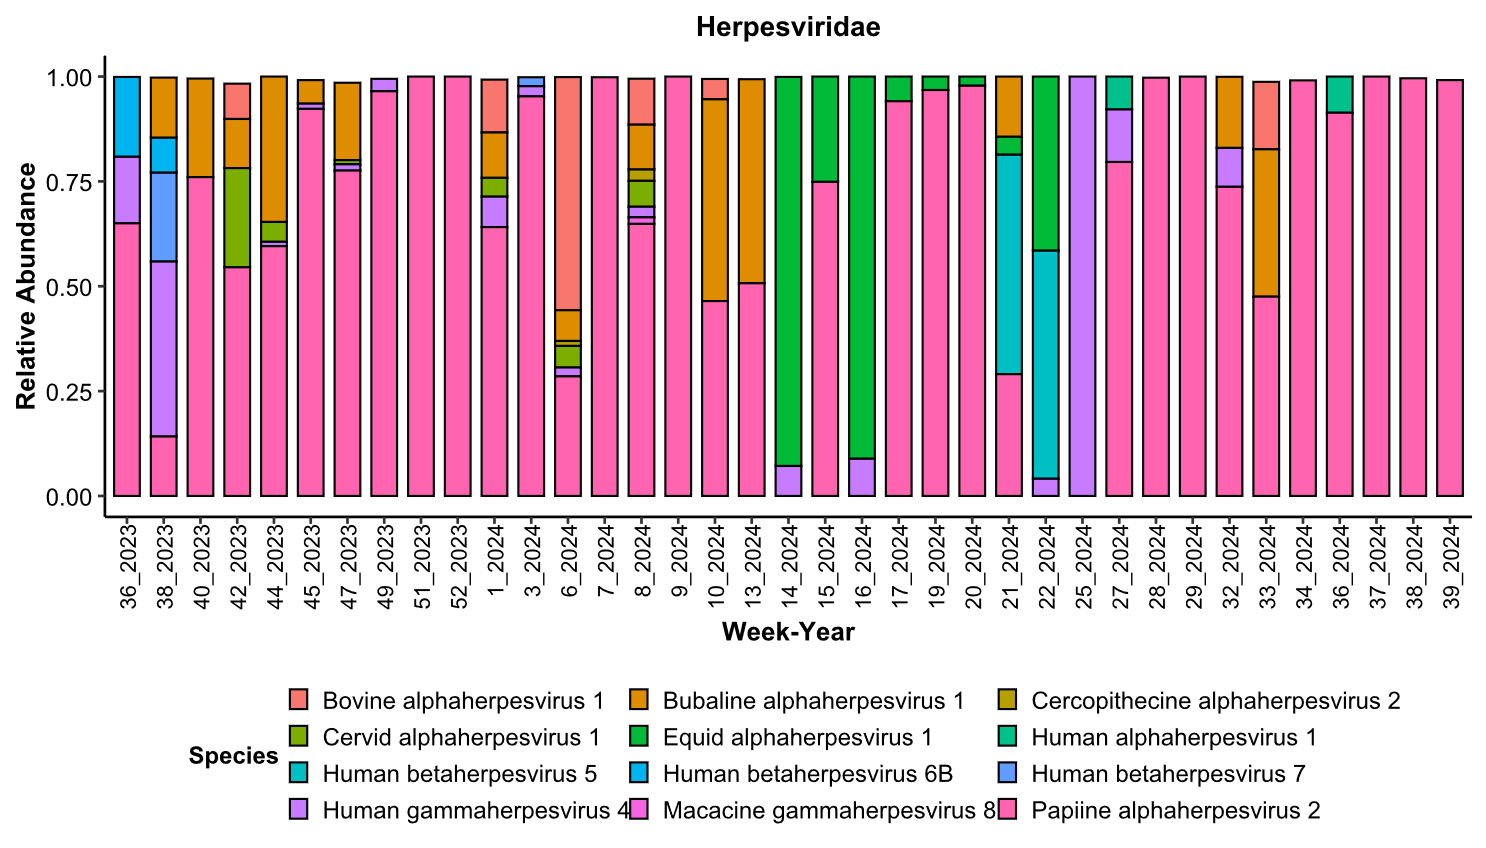 Herpesviridae
Relative Abundance
1.00
0.75
0.50
0.25
0.00
36_2023
38_2023
40_2023
42_2023
44_2023
45_2023
47_2023
49_2023
51_2023
52_2023
1_2024
3_2024
6_2024
7_2024
8_2024
9_2024
10_2024
13_2024
14_2024
15_2024
16_2024
17_2024
19_2024
20_2024
21_2024
22_2024
25_2024
27_2024
28_2024
29_2024
32_2024
33_2024
34_2024
36_2024
37_2024
38_2024
39_2024
Week-Year
Species
Bovine alphaherpesvirus 1
Bubaline alphaherpesvirus 1
Cercopithecine alphaherpesvirus 2
Cervid alphaherpesvirus 1
Equid alphaherpesvirus 1
Human alphaherpesvirus 1
Human betaherpesvirus 5
Human betaherpesvirus 6B
Human betaherpesvirus 7
Human gammaherpesvirus 4
Macacine gammaherpesvirus 8
Papiine alphaherpesvirus 2